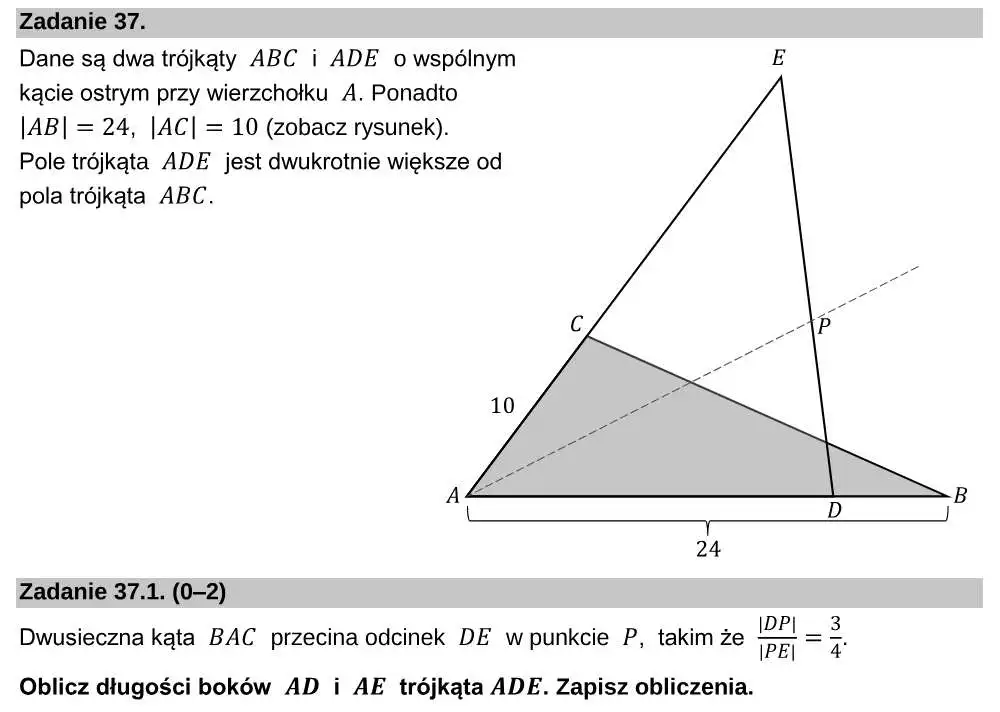 Zadanie 37.
Dane są dwa trójkąty ABC i ADE o wspólnym
kącie ostrym przy wierzchołku A. Ponadto
|AB| = 24, |AC| = 10 (zobacz rysunek).
Pole trójkąta ADE jest dwukrotnie większe od
pola trójkąta ABC.
E
C
P
10
A
D
B
24
Zadanie 37.1. (0–2)
Dwusieczna kąta BAC przecina odcinek DE w punkcie P, takim że |DP|/|PE| = 3/4.
Oblicz długości boków AD i AE trójkąta ADE. Zapisz obliczenia.